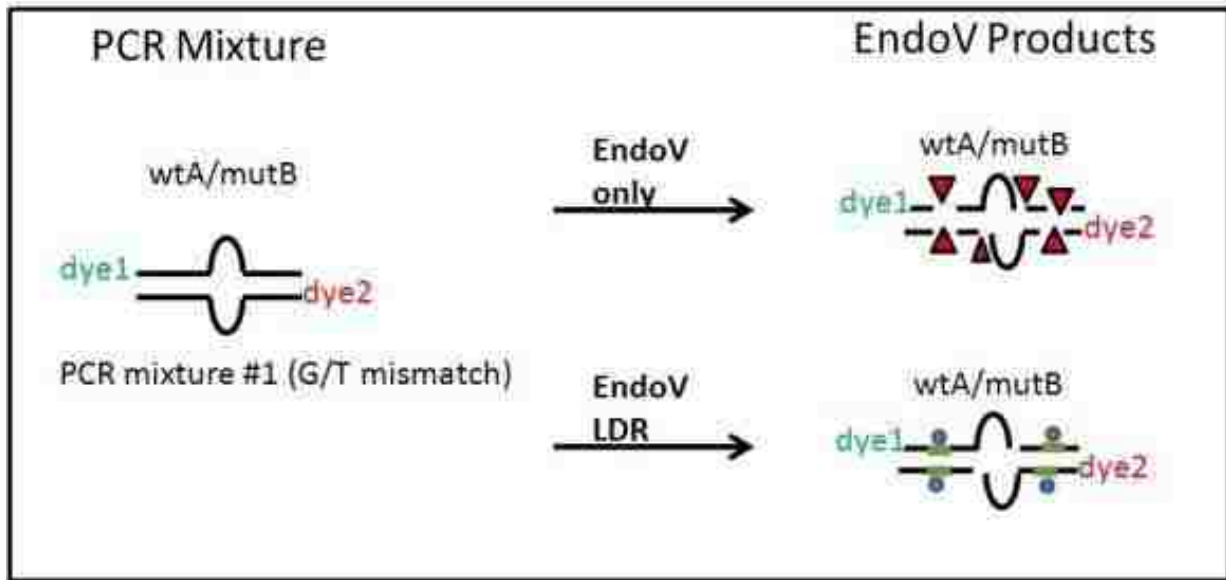 PCR Mixture
EndoV Products
wtA/mutB
EndoV
only
wtA/mutB
dye1
dye2
dye1
dye2
PCR mixture #1 (G/T mismatch)
EndoV
LDR
wtA/mutB
dye1
dye2